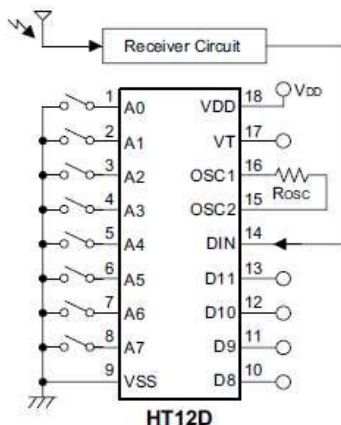 Receiver Circuit
1 A0 VDD 18 VDD
2 A1 VT 17
3 A2 OSC1 16
ROSC
4 A3 OSC2 15
5 A4 DIN 14
6 A5 D11 13
7 A6 D10 12
8 A7 D9 11
9 VSS D8 10
HT12D